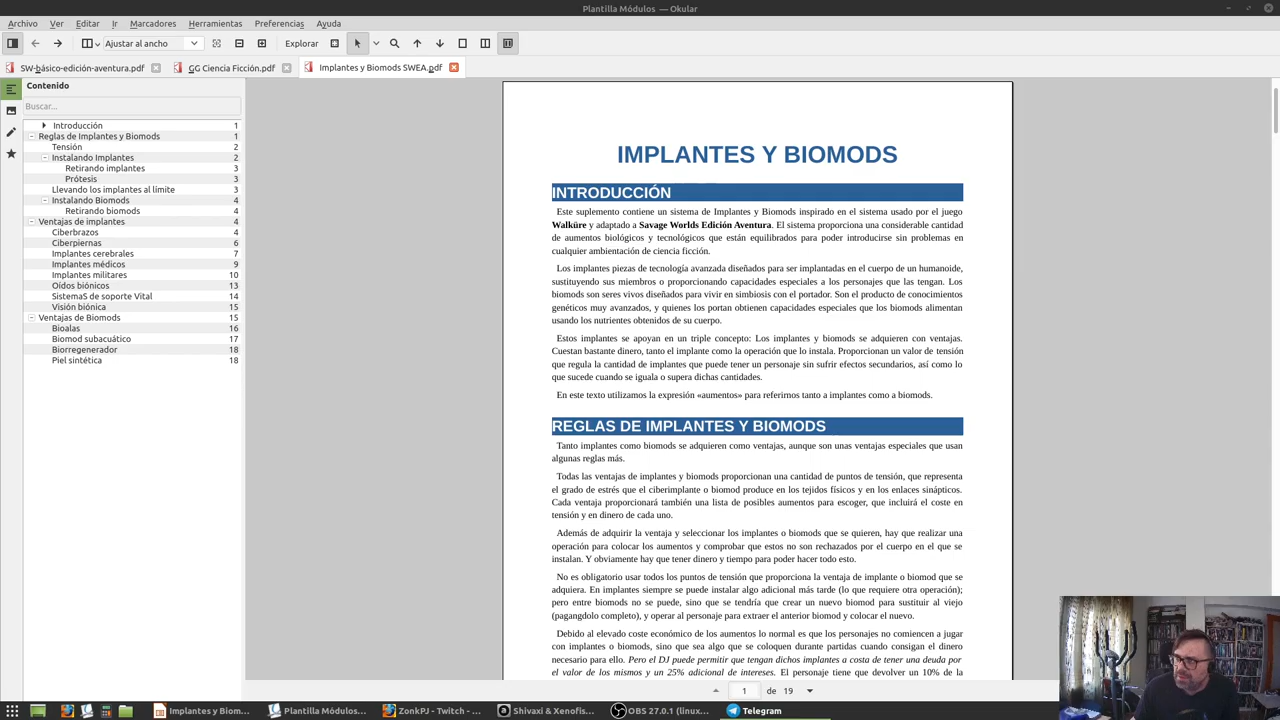 Plantilla Módulos — Okular
Archivo Ver Editar Ir Marcadores Herramientas Preferencias Ayuda
Ajustar al ancho Explorar
SW-básico-edición-aventura.pdf GG Ciencia Ficción.pdf Implantes y Biomods SWEA.pdf
Contenido
Buscar...
Introducción 1
Reglas de Implantes y Biomods 1
Tensión 2
Instalando Implantes 2
Retirando implantes 3
Prótesis 3
Llevando los implantes al límite 3
Instalando Biomods 4
Retirando biomods 4
Ventajas de implantes 4
Ciberbrazos 4
Ciberpiernas 6
Implantes cerebrales 7
Implantes médicos 9
Implantes militares 10
Oídos biónicos 13
SistemaS de soporte Vital 14
Visión biónica 15
Ventajas de Biomods 15
Bioalas 16
Biomod subacuático 17
Biorregenerador 18
Piel sintética 18
IMPLANTES Y BIOMODS
INTRODUCCIÓN
Este suplemento contiene un sistema de Implantes y Biomods inspirado en el sistema usado por el juego
Walküre y adaptado a Savage Worlds Edición Aventura. El sistema proporciona una considerable cantidad
de aumentos biológicos y tecnológicos que están equilibrados para poder introducirse sin problemas en
cualquier ambientación de ciencia ficción.
Los implantes piezas de tecnología avanzada diseñados para ser implantadas en el cuerpo de un humanoide,
sustituyendo sus miembros o proporcionando capacidades especiales a los personajes que las tengan. Los
biomods son seres vivos diseñados para vivir en simbiosis con el portador. Son el producto de conocimientos
genéticos muy avanzados, y quienes los portan obtienen capacidades especiales que los biomods alimentan
usando los nutrientes obtenidos de su cuerpo.
Estos implantes se apoyan en un triple concepto: Los implantes y biomods se adquieren con ventajas.
Cuestan bastante dinero, tanto el implante como la operación que lo instala. Proporcionan un valor de tensión
que regula la cantidad de implantes que puede tener un personaje sin sufrir efectos secundarios, así como lo
que sucede cuando se iguala o supera dichas cantidades.
En este texto utilizamos la expresión «aumentos» para referirnos tanto a implantes como a biomods.
REGLAS DE IMPLANTES Y BIOMODS
Tanto implantes como biomods se adquieren como ventajas, aunque son unas ventajas especiales que usan
algunas reglas más.
Todas las ventajas de implantes y biomods proporcionan una cantidad de puntos de tensión, que representa
el grado de estrés que el ciberimplante o biomod produce en los tejidos físicos y en los enlaces sinápticos.
Cada ventaja proporcionará también una lista de posibles aumentos para escoger, que incluirá el coste en
tensión y en dinero de cada uno.
Además de adquirir la ventaja y seleccionar los implantes o biomods que se quieren, hay que realizar una
operación para colocar los aumentos y comprobar que estos no son rechazados por el cuerpo en el que se
instalan. Y obviamente hay que tener dinero y tiempo para poder hacer todo esto.
No es obligatorio usar todos los puntos de tensión que proporciona la ventaja de implante o biomod que se
adquiera. En implantes siempre se puede instalar algo adicional más tarde (lo que requiere otra operación);
pero entre biomods no se puede, sino que se tendría que crear un nuevo biomod para sustituir al viejo
(pagangdolo completo), y operar al personaje para extraer el anterior biomod y colocar el nuevo.
Debido al elevado coste económico de los aumentos lo normal es que los personajes no comiencen a jugar
con implantes o biomods, sino que sea algo que se coloquen durante partidas cuando consigan el dinero
necesario para ello. Pero el DJ puede permitir que tengan dichos implantes a costa de tener una deuda por
el valor de los mismos y un 25% adicional de intereses. El personaje tiene que devolver un 10% de la
1 de 19
Implantes y Biom... Plantilla Módulos... ZonkPJ - Twitch - ... Shivaxi & Xenofis... OBS 27.0.1 (linux... Telegram